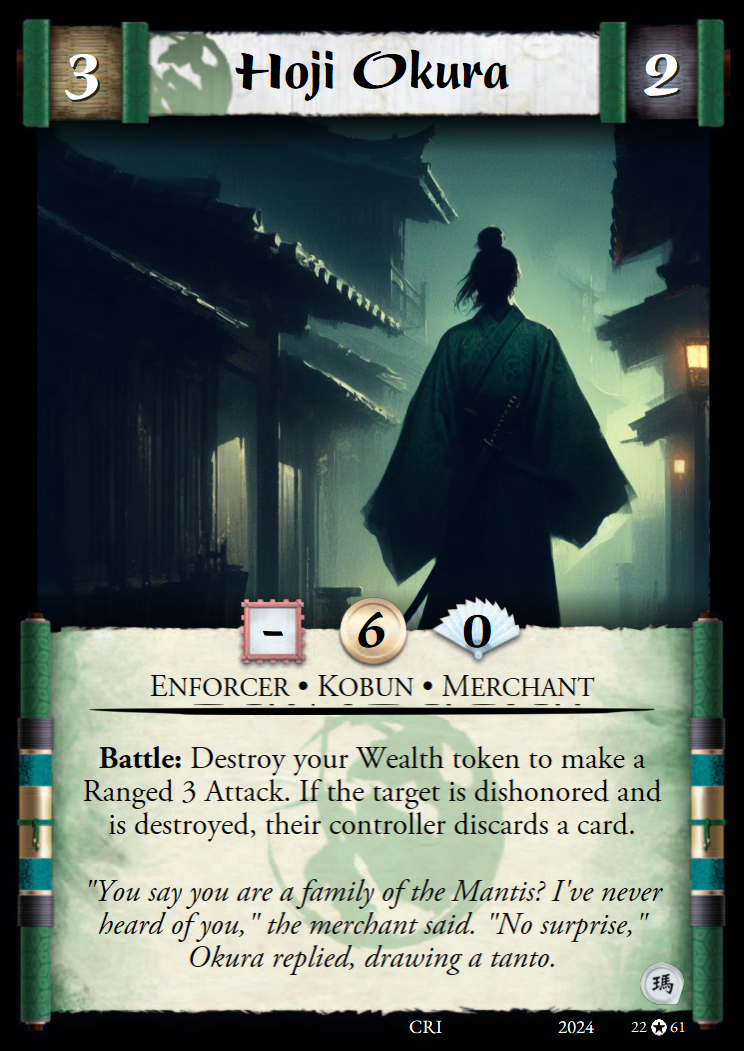 3
Hoji Okura
2
-
6
0
ENFORCER • KOBUN • MERCHANT
Battle: Destroy your Wealth token to make a
Ranged 3 Attack. If the target is dishonored and
is destroyed, their controller discards a card.
"You say you are a family of the Mantis? I've never
heard of you," the merchant said. "No surprise,"
Okura replied, drawing a tanto.
瑪
CRI 2024 22 ✪ 61